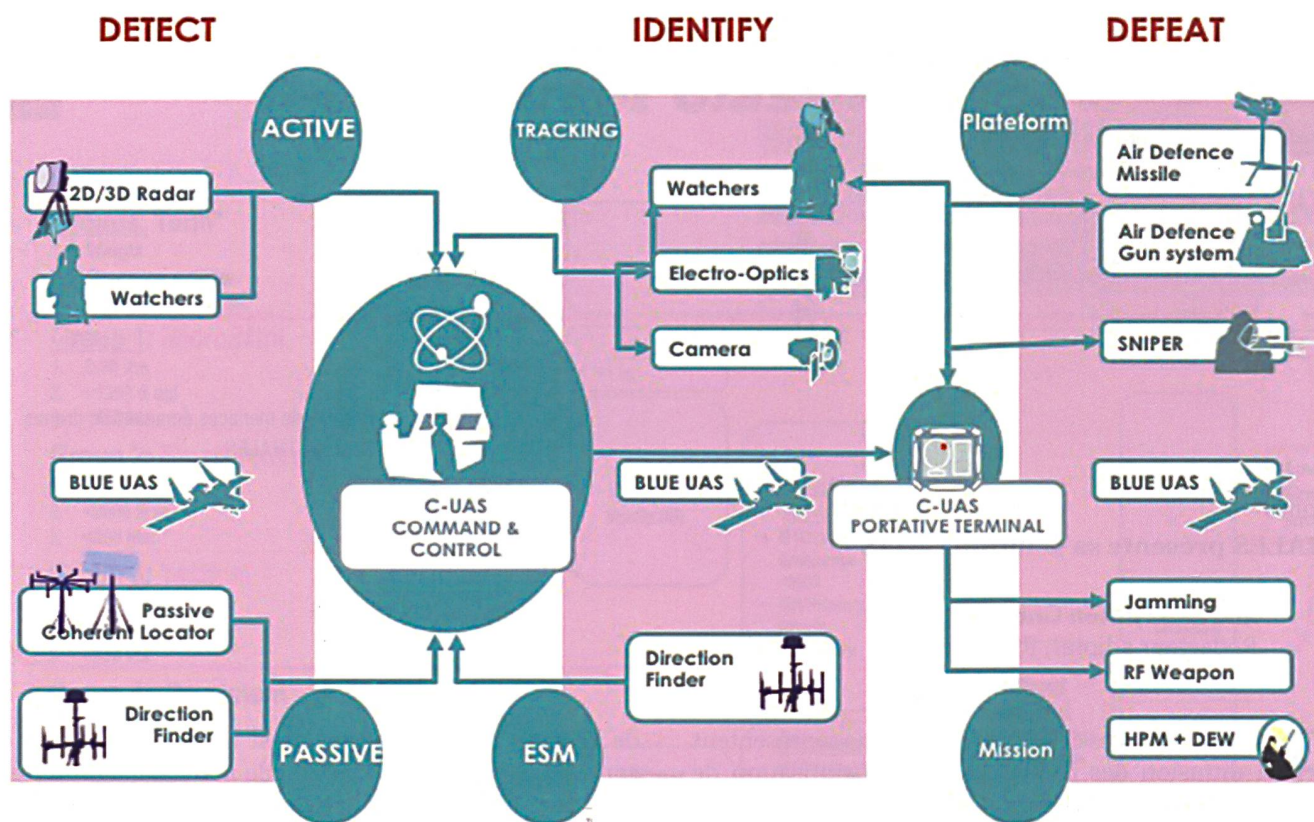 DETECT
IDENTIFY
DEFEAT
ACTIVE
TRACKING
Plateform
2D/3D Radar
Watchers
Watchers
Electro-Optics
Camera
Air Defence
Missile
Air Defence
Gun system
SNIPER
BLUE UAS
C-UAS
COMMAND &
CONTROL
BLUE UAS
C-UAS
PORTATIVE TERMINAL
BLUE UAS
Passive
Coherent Locator
Direction
Finder
Direction
Finder
Jamming
RF Weapon
HPM + DEW
PASSIVE
ESM
Mission